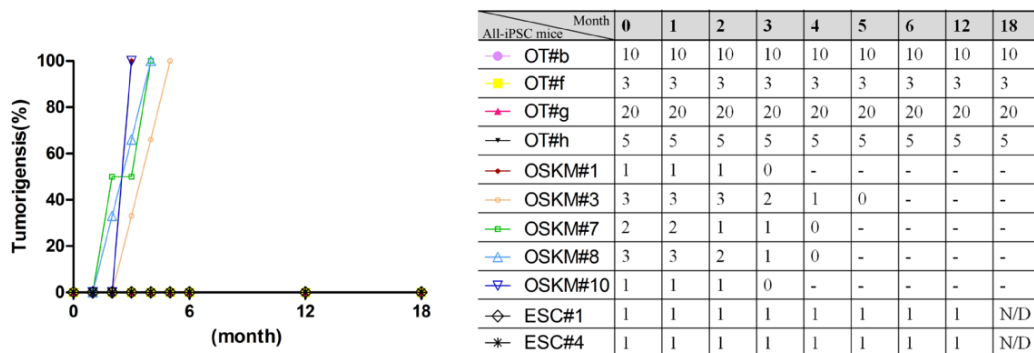 Tumorigensis(%)
100
80
60
40
20
0
0 6 12 18
(month)
Month
All-iPSC mice 0 1 2 3 4 5 6 12 18
OT#b 10 10 10 10 10 10 10 10 10
OT#f 3 3 3 3 3 3 3 3 3
OT#g 20 20 20 20 20 20 20 20 20
OT#h 5 5 5 5 5 5 5 5 5
OSKM#1 1 1 1 0 - - - - -
OSKM#3 3 3 3 2 1 0 - - -
OSKM#7 2 2 1 1 0 - - - -
OSKM#8 3 3 2 1 0 - - - -
OSKM#10 1 1 1 0 - - - - -
ESC#1 1 1 1 1 1 1 1 1 N/D
ESC#4 1 1 1 1 1 1 1 1 N/D